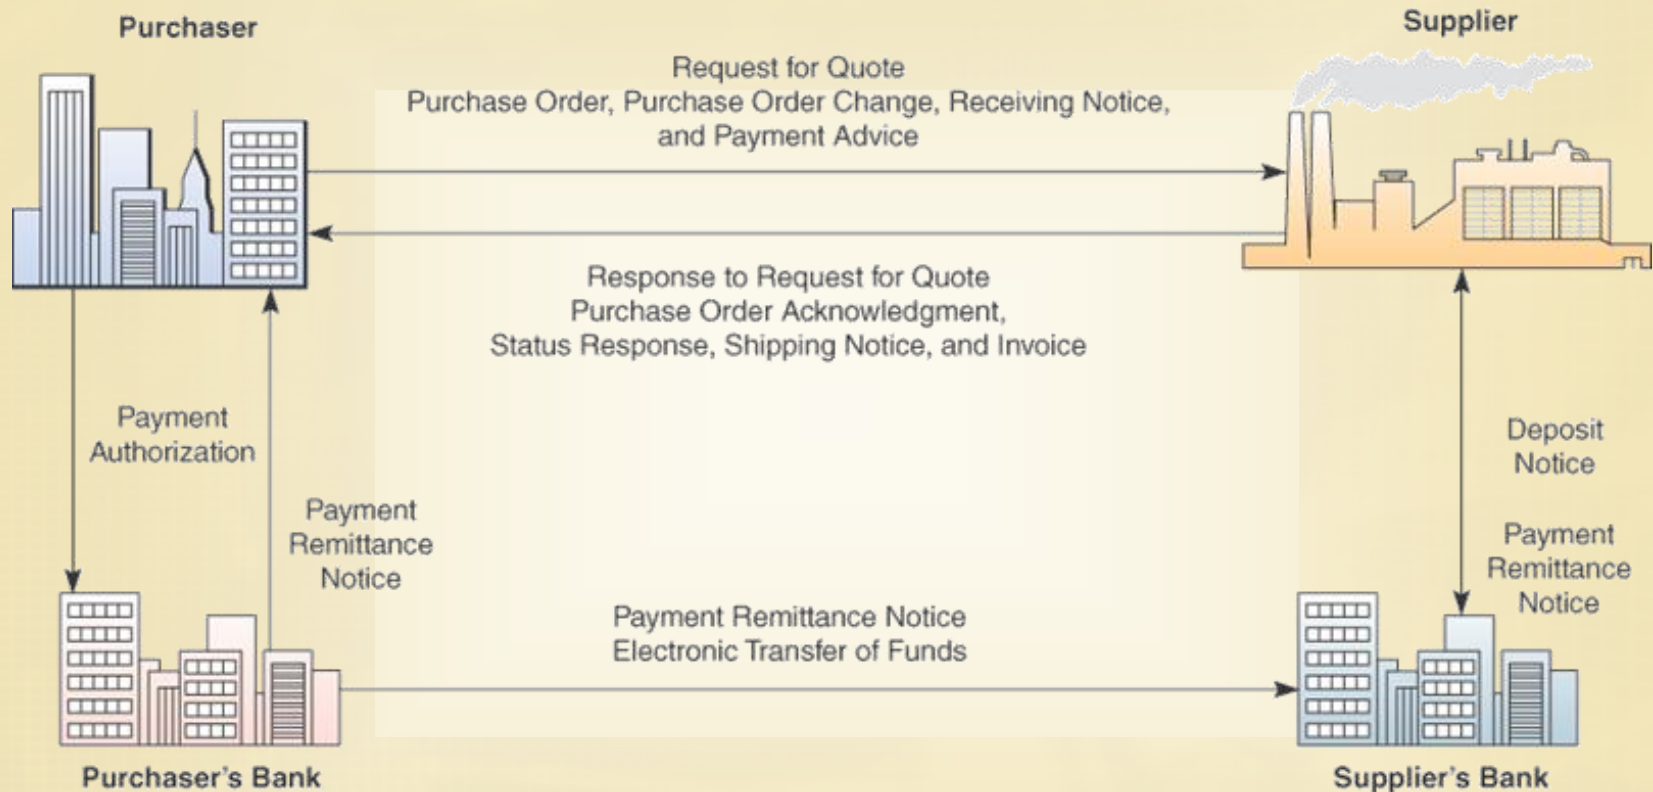 Purchaser
Supplier
Request for Quote
Purchase Order, Purchase Order Change, Receiving Notice,
and Payment Advice
Response to Request for Quote
Purchase Order Acknowledgment,
Status Response, Shipping Notice, and Invoice
Payment
Authorization
Payment
Remittance
Notice
Deposit
Notice
Payment
Remittance
Notice
Payment Remittance Notice
Electronic Transfer of Funds
Purchaser's Bank
Supplier's Bank